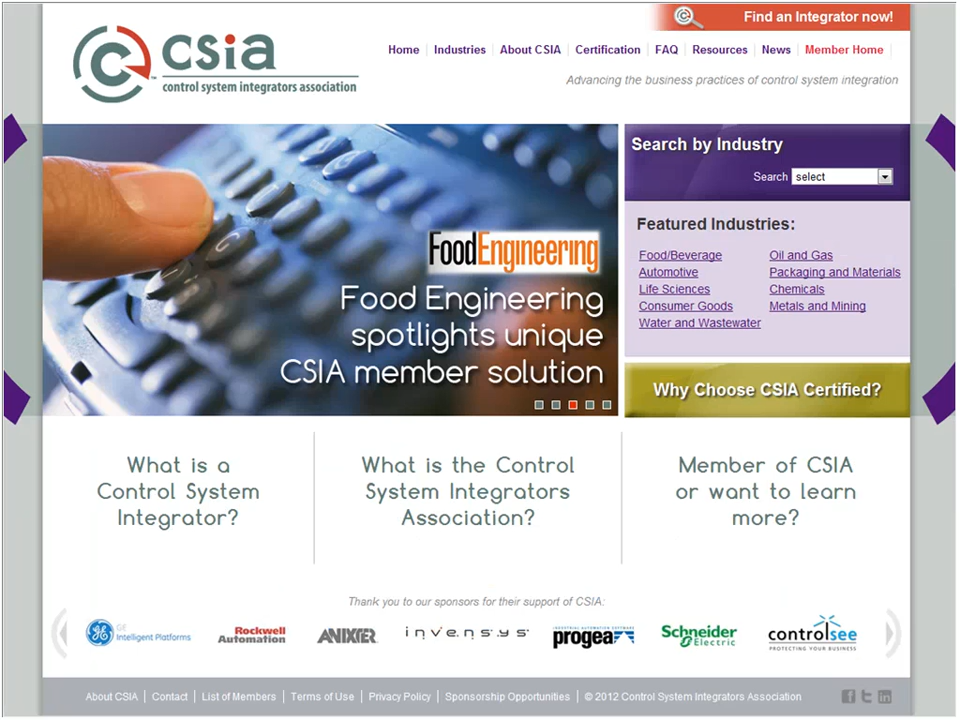 Find an Integrator now!
csia
control system integrators association
Home Industries About CSIA Certification FAQ Resources News Member Home
Advancing the business practices of control system integration
FoodEngineering
Food Engineering
spotlights unique
CSIA member solution
Search by Industry
Search select
Featured Industries:
Food/Beverage Oil and Gas
Automotive Packaging and Materials
Life Sciences Chemicals
Consumer Goods Metals and Mining
Water and Wastewater
Why Choose CSIA Certified?
What is a
Control System
Integrator?
What is the Control
System Integrators
Association?
Member of CSIA
or want to learn
more?
Thank you to our sponsors for their support of CSIA:
GE
Intelligent Platforms
Rockwell
Automation
ANIXTER
invensys
INDUSTRIAL AUTOMATION SOFTWARE
progea
Schneider
Electric
controlsee
PROTECTING YOUR BUSINESS
About CSIA Contact List of Members Terms of Use Privacy Policy Sponsorship Opportunities © 2012 Control System Integrators Association